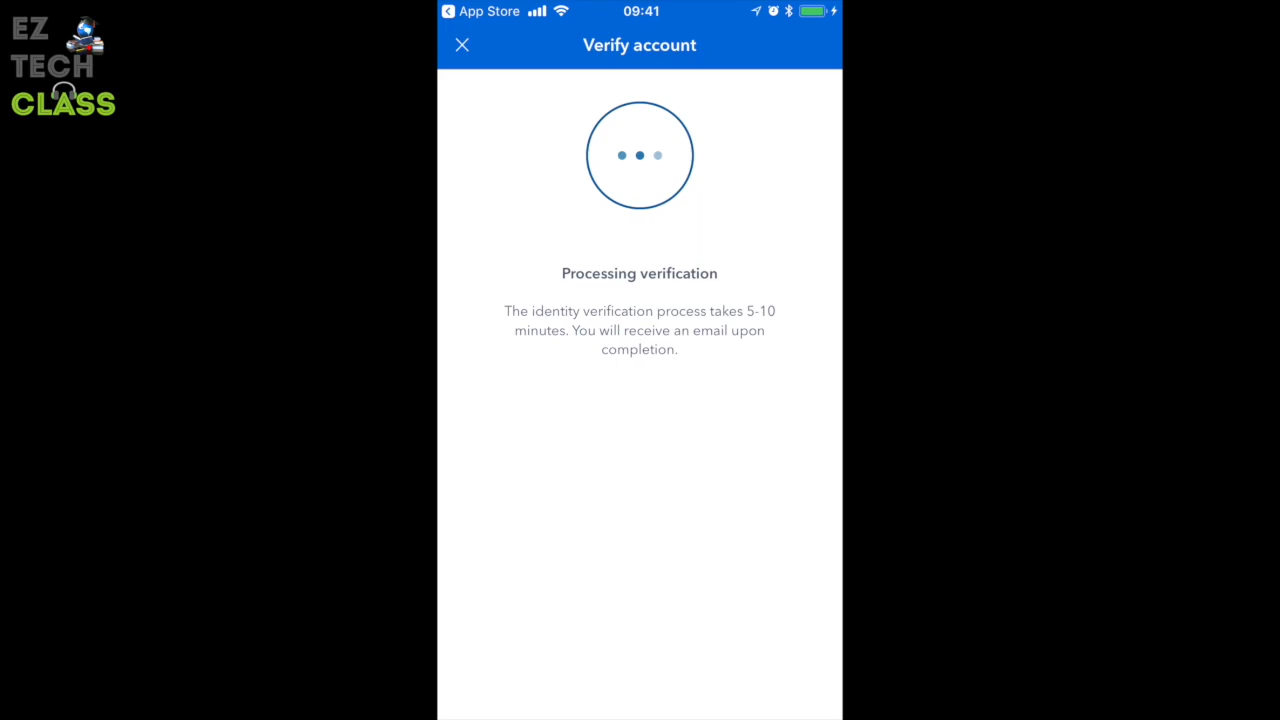 EZ
TECH
CLASS
App Store
09:41
Verify account
Processing verification
The identity verification process takes 5-10
minutes. You will receive an email upon
completion.